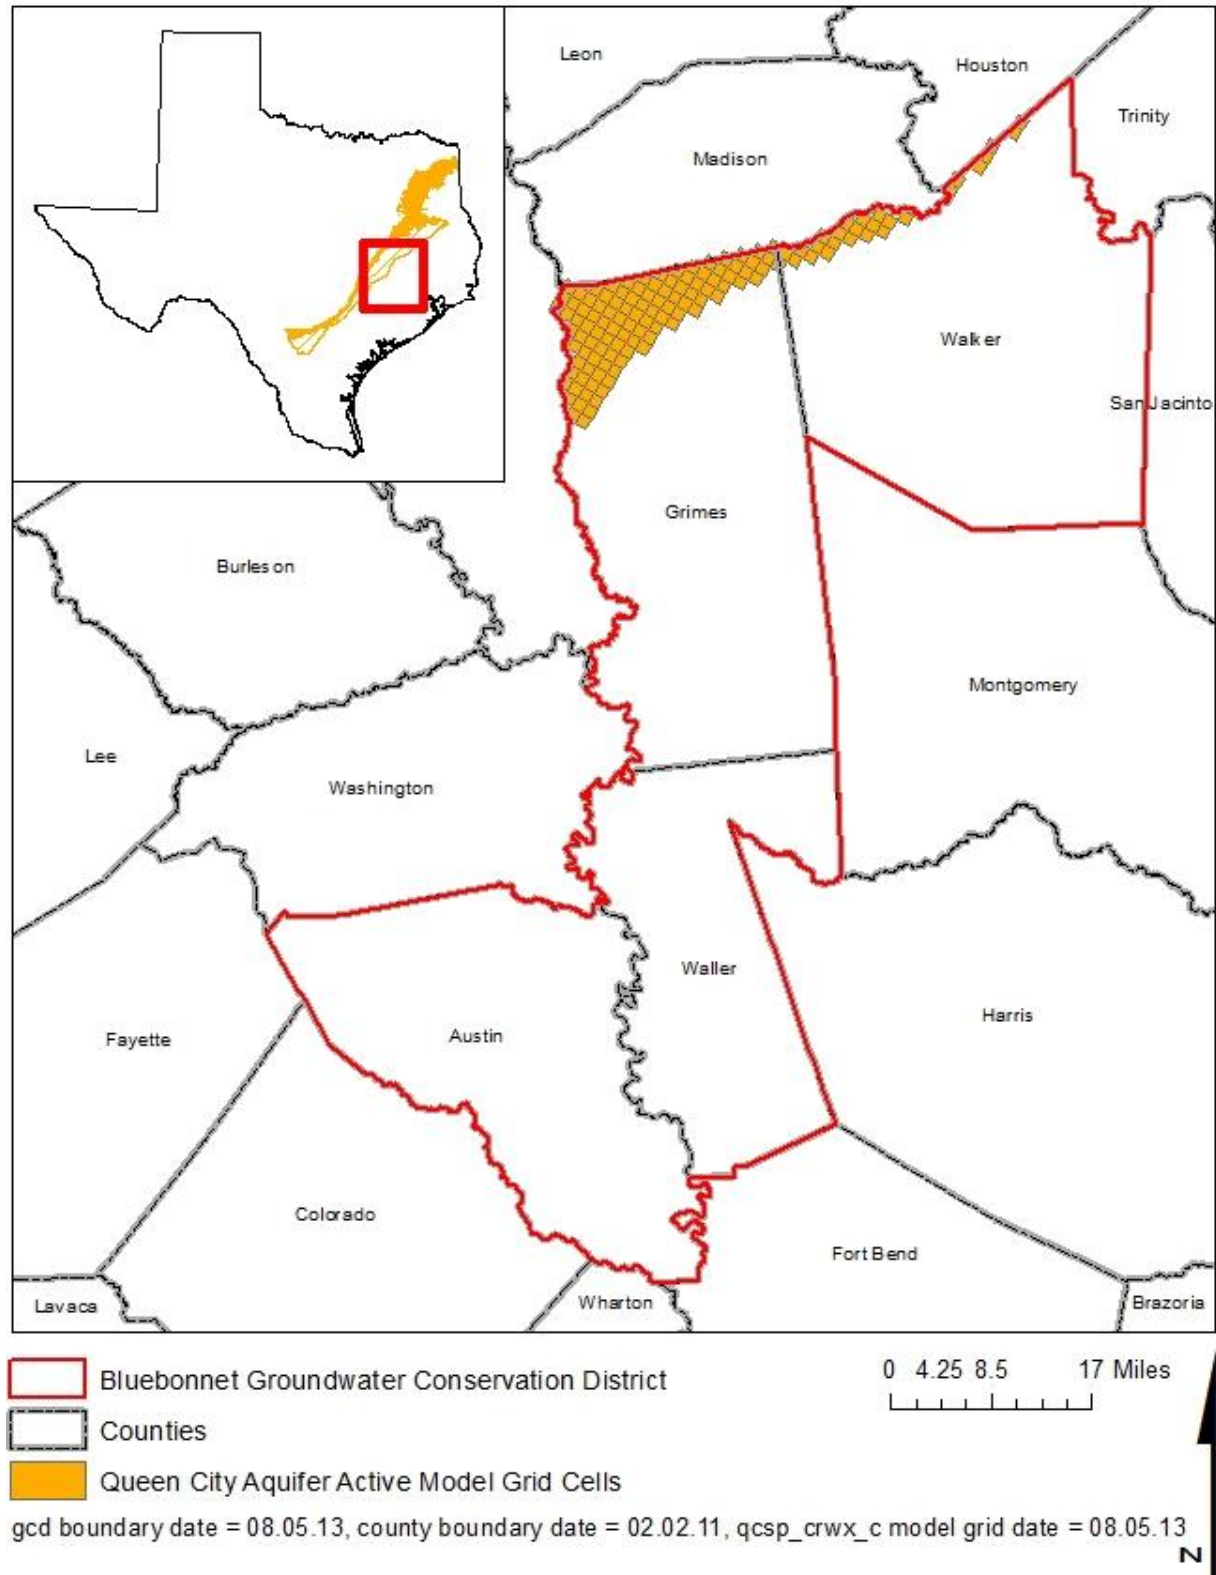 Leon
Houston
Trinity
Madison
Walker
San Jacinto
Grimes
Burleson
Montgomery
Lee
Washington
Waller
Harris
Fayette
Austin
Colorado
Fort Bend
Lavaca
Wharton
Brazoria
Bluebonnet Groundwater Conservation District
0 4.25 8.5 17 Miles
Counties
Queen City Aquifer Active Model Grid Cells
gcd boundary date = 08.05.13, county boundary date = 02.02.11, qcsp_crwx_c model grid date = 08.05.13
N